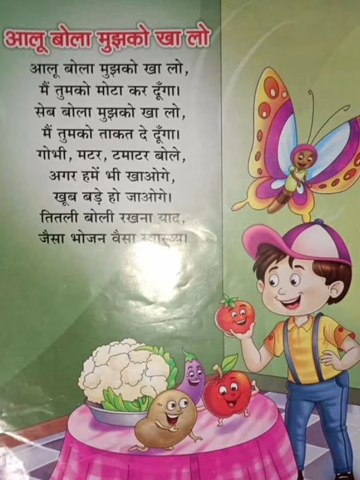 आलू बोला मुझको खा लो
आलू बोला मुझको खा लो,
मैं तुमको मोटा कर दूँगा।
सेब बोला मुझको खा लो,
मैं तुमको ताकत दे दूँगा।
गोभी, मटर, टमाटर बोले,
अगर हमें भी खाओगे,
खूब बड़े हो जाओगे।
तितली बोली रखना याद,
जैसा भोजन वैसा स्वास्थ्य।